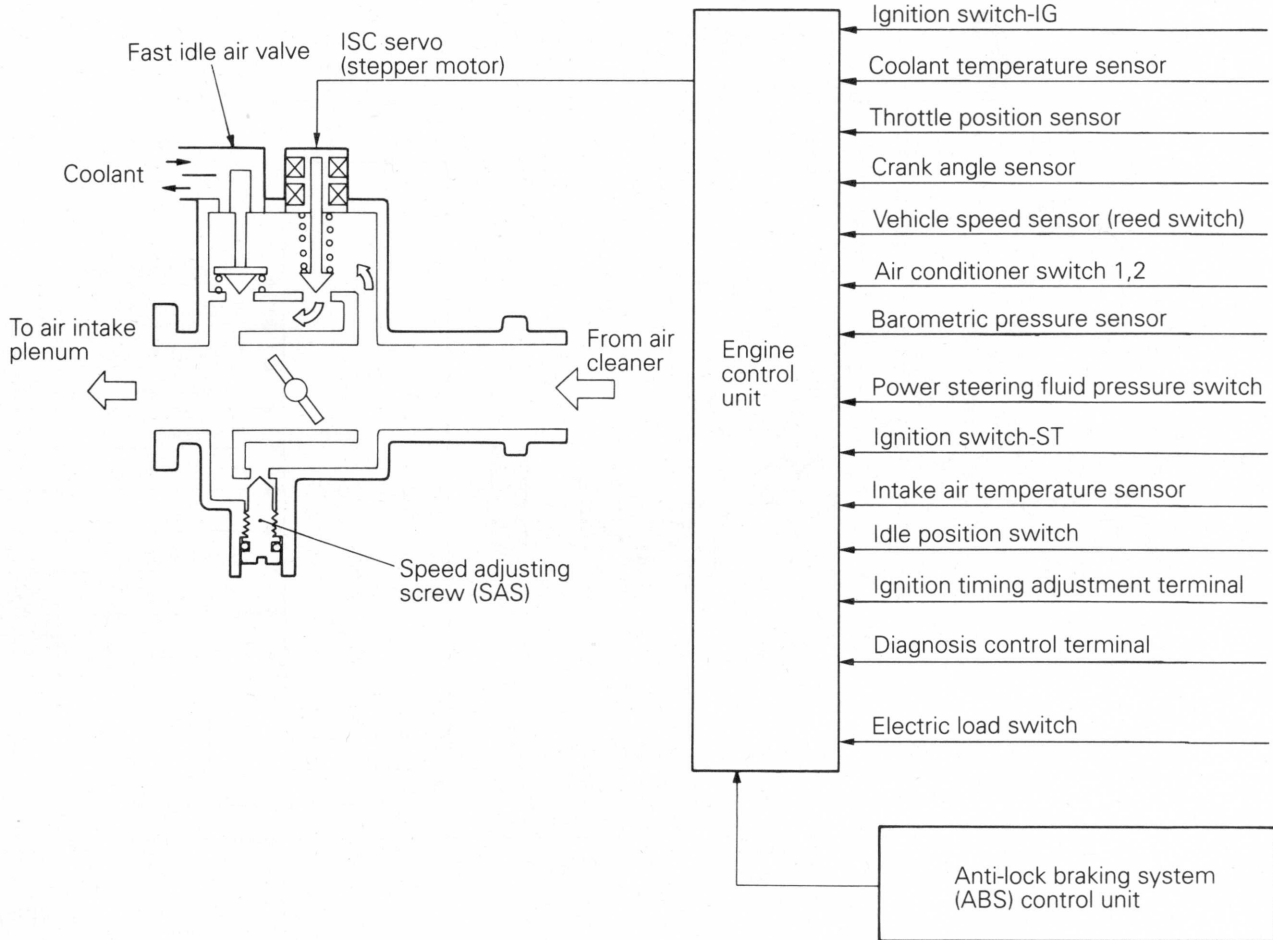 Fast idle air valve
ISC servo
(stepper motor)
Coolant
To air intake
plenum
From air
cleaner
Speed adjusting
screw (SAS)
Engine
control
unit
Ignition switch-IG
Coolant temperature sensor
Throttle position sensor
Crank angle sensor
Vehicle speed sensor (reed switch)
Air conditioner switch 1,2
Barometric pressure sensor
Power steering fluid pressure switch
Ignition switch-ST
Intake air temperature sensor
Idle position switch
Ignition timing adjustment terminal
Diagnosis control terminal
Electric load switch
Anti-lock braking system
(ABS) control unit